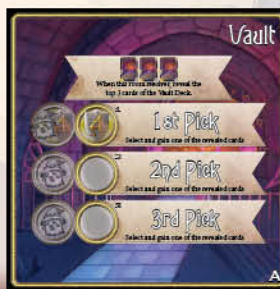 Vault
When this room resolves, reveal the
top 3 cards of the Vault Deck.
1st Pick
Select and gain one of the revealed cards
2nd Pick
Select and gain one of the revealed cards
3rd Pick
Select and gain one of the revealed cards
A